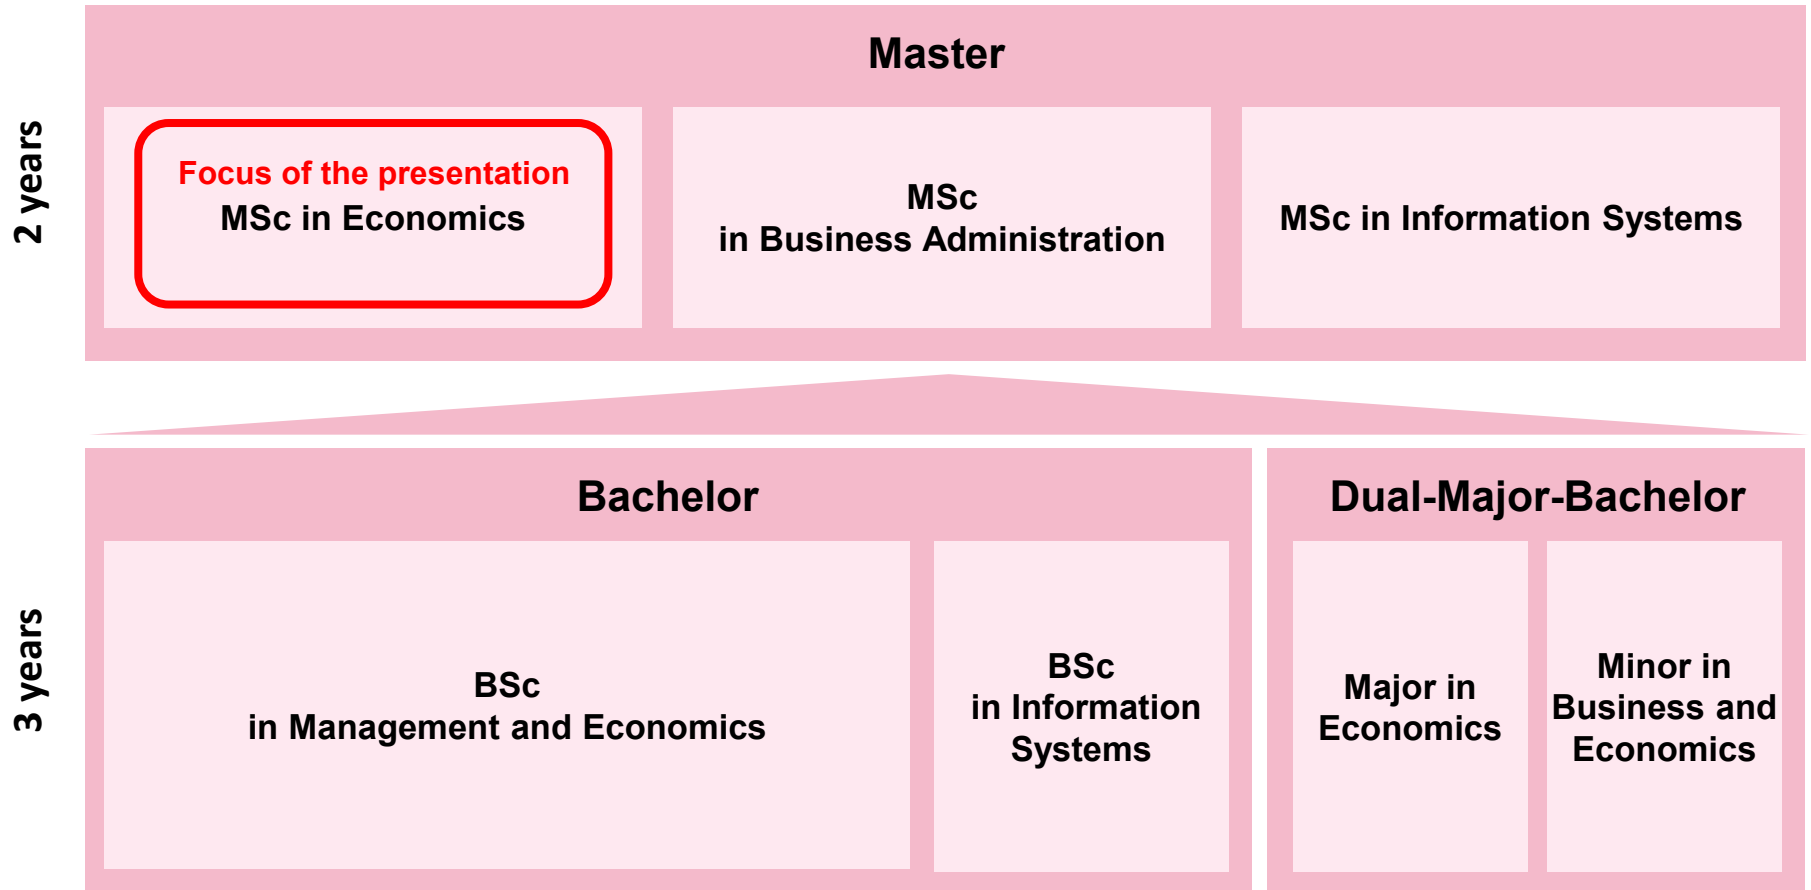 Master
2 years
Focus of the presentation
MSc in Economics
MSc
in Business Administration
MSc in Information Systems
3 years
Bachelor
BSc
in Management and Economics
BSc
in Information
Systems
Dual-Major-Bachelor
Major in
Economics
Minor in
Business and
Economics